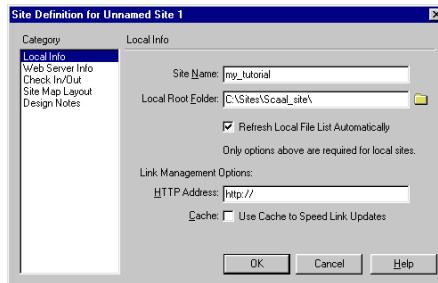 Site Definition for Unnamed Site 1
Category
Local Info
Web Server Info
Check In/Out
Site Map Layout
Design Notes
Local Info
Site Name: my_tutorial
Local Root Folder: C:\Sites\Scaal_site\
Refresh Local File List Automatically
Only options above are required for local sites.
Link Management Options:
HTTP Address: http://
Cache: Use Cache to Speed Link Updates
OK Cancel Help